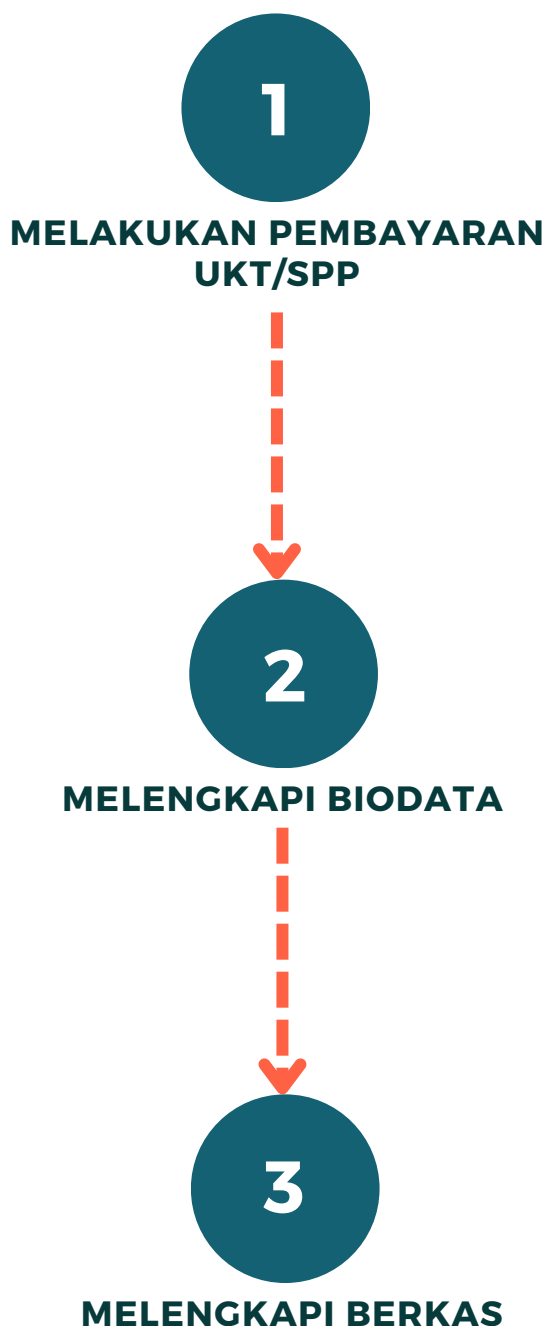 1
MELAKUKAN PEMBAYARAN
UKT/SPP
2
MELENGKAPI BIODATA
3
MELENGKAPI BERKAS